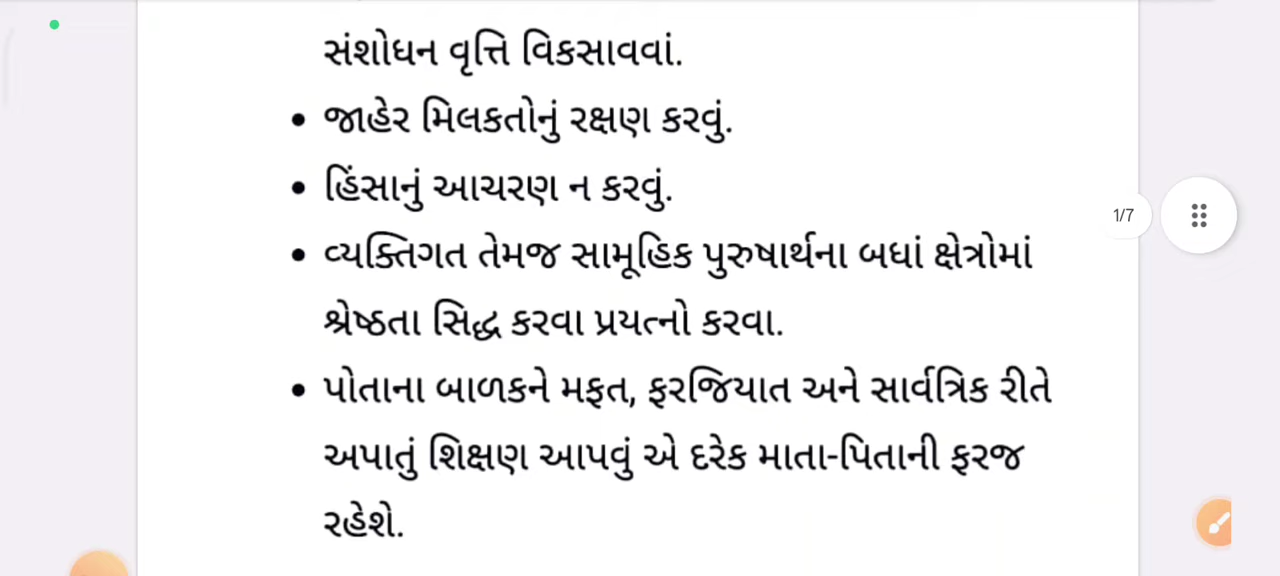 સંશોધન વૃત્તિ વિકસાવવાં.
• જાહેર મિલકતોનું રક્ષણ કરવું.
• હિંસાનું આચરણ ન કરવું.
• વ્યક્તિગત તેમજ સામૂહિક પુરુષાર્થના બધાં ક્ષેત્રોમાં
શ્રેષ્ઠતા સિદ્ધ કરવા પ્રયત્નો કરવા.
• પોતાના બાળકને મફત, ફરજિયાત અને સાર્વત્રિક રીતે
અપાતું શિક્ષણ આપવું એ દરેક માતા-પિતાની ફરજ
રહેશે.
1/7